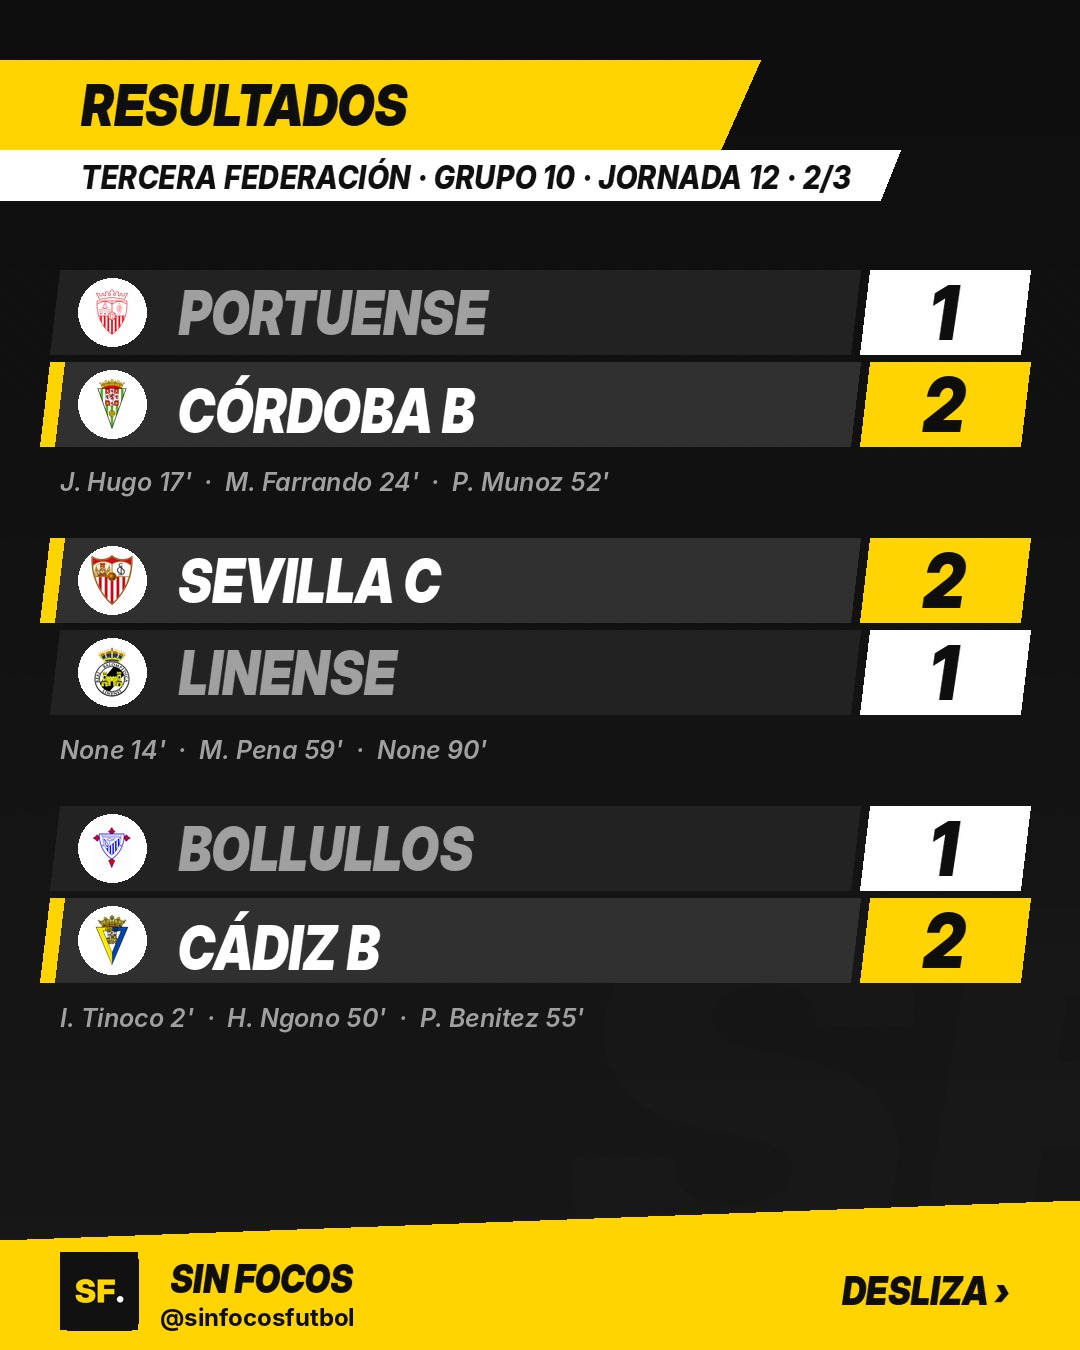 RESULTADOS
TERCERA FEDERACIÓN · GRUPO 10 · JORNADA 12 · 2/3
PORTUENSE 1
CÓRDOBA B 2
J. Hugo 17' · M. Farrando 24' · P. Munoz 52'
SEVILLA C 2
LINENSE 1
None 14' · M. Pena 59' · None 90'
BOLLULLOS 1
CÁDIZ B 2
I. Tinoco 2' · H. Ngono 50' · P. Benitez 55'
SF
SF. SIN FOCOS
@sinfocosfutbol
DESLIZA ›